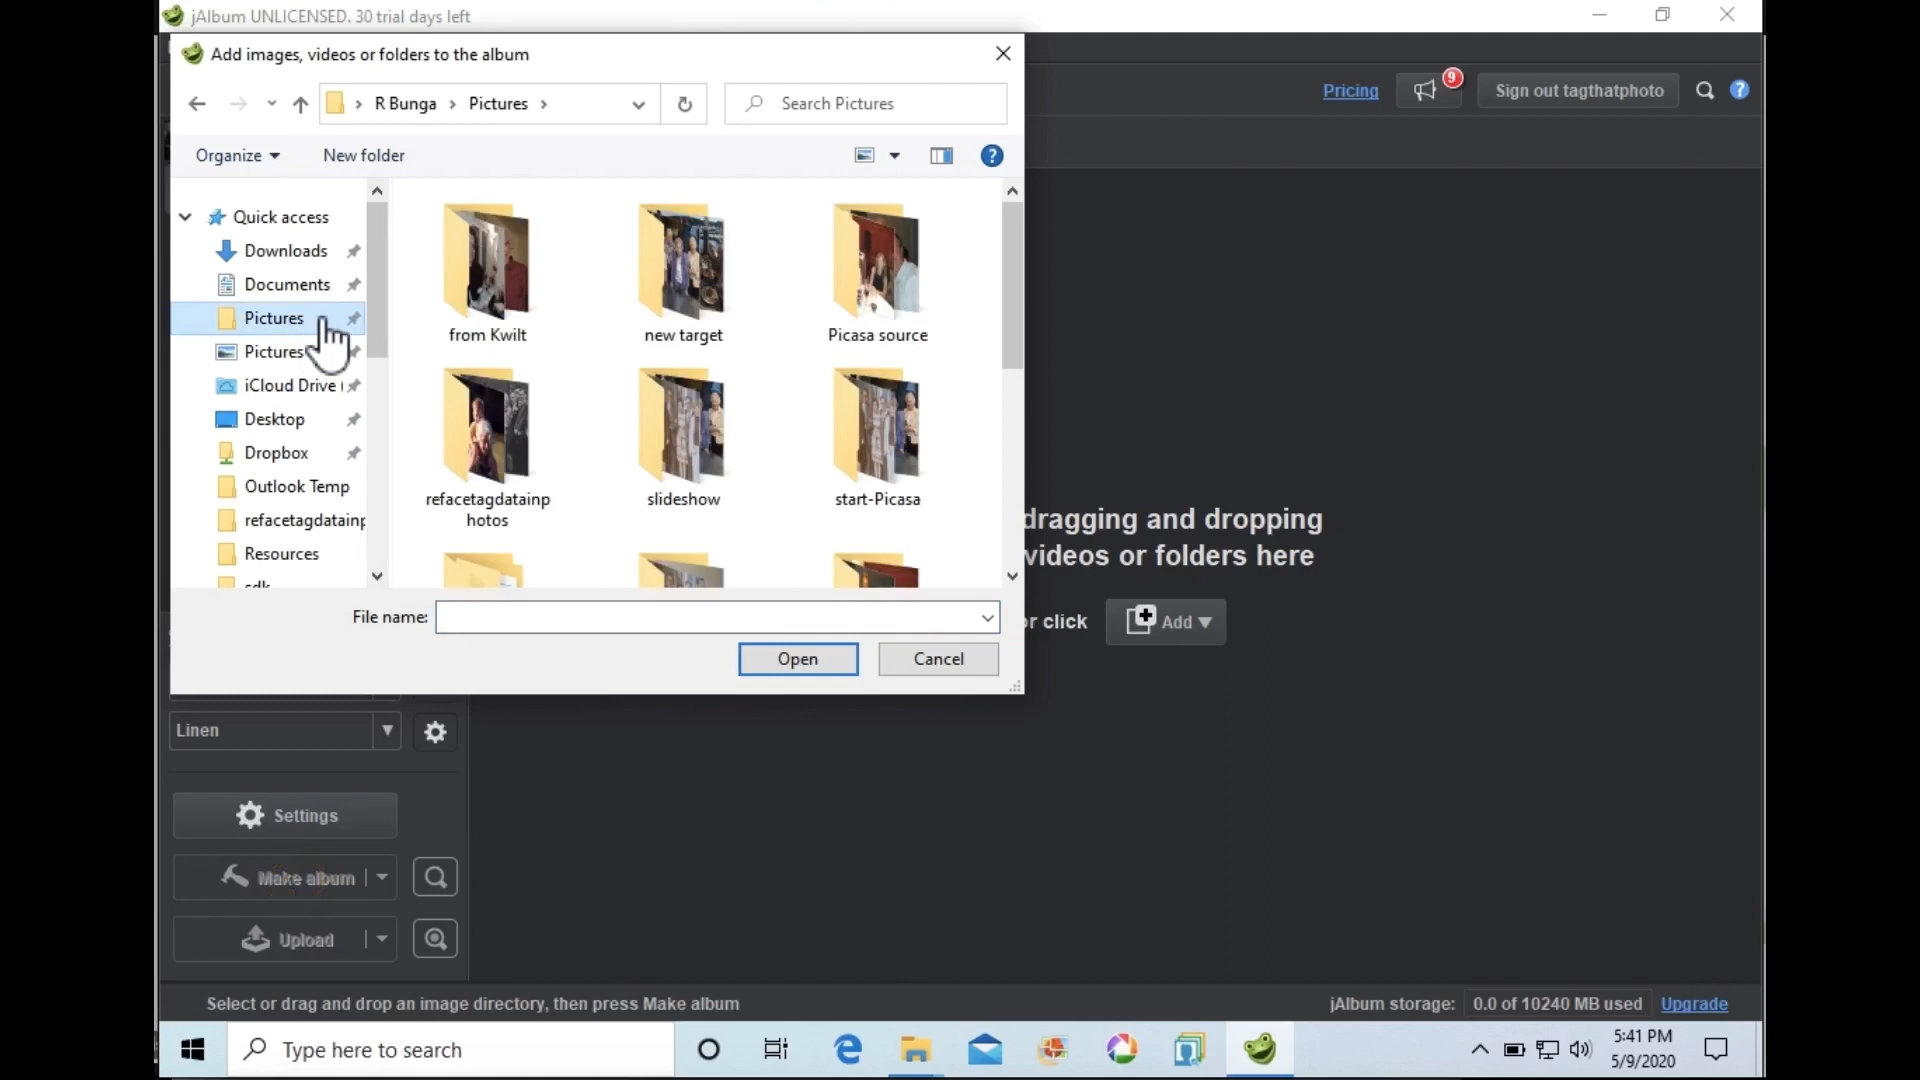 jAlbum UNLICENSED. 30 trial days left
Add images, videos or folders to the album
R Bunga
Pictures
Search Pictures
Pricing
9
Sign out tagthatphoto
?
Organize
New folder
?
Quick access
Downloads
Documents
Pictures
Pictures
iCloud Drive (
Desktop
Dropbox
Outlook Temp
refacetagdatainp
Resources
sdk
from Kwilt
new target
Picasa source
refacetagdatainp
hotos
slideshow
start-Picasa
dragging and dropping
videos or folders here
or click
Add
File name:
Open
Cancel
Linen
Settings
Make album
Upload
Select or drag and drop an image directory, then press Make album
jAlbum storage:
0.0 of 10240 MB used
Upgrade
Type here to search
5:41 PM
5/9/2020